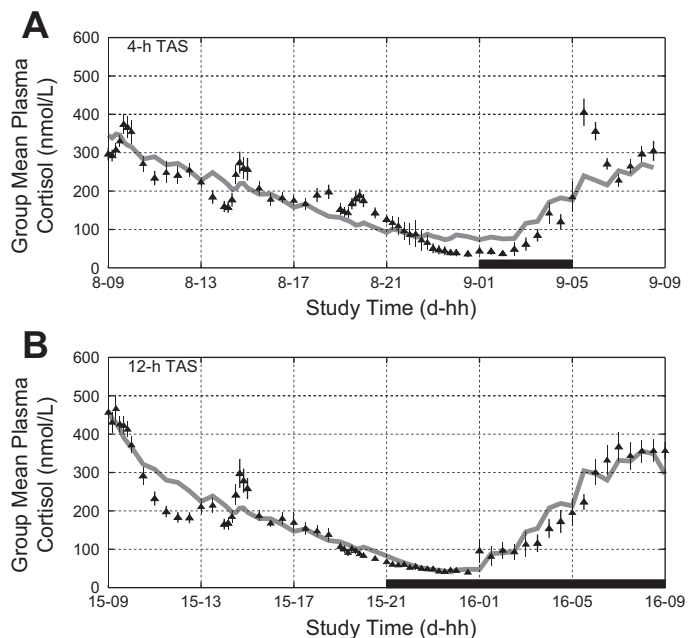 A
4-h TAS
600
500
400
300
200
100
0
Group Mean Plasma
Cortisol (nmol/L)
8-09 8-13 8-17 8-21 9-01 9-05 9-09
Study Time (d-hh)
B
12-h TAS
600
500
400
300
200
100
0
Group Mean Plasma
Cortisol (nmol/L)
15-09 15-13 15-17 15-21 16-01 16-05 16-09
Study Time (d-hh)